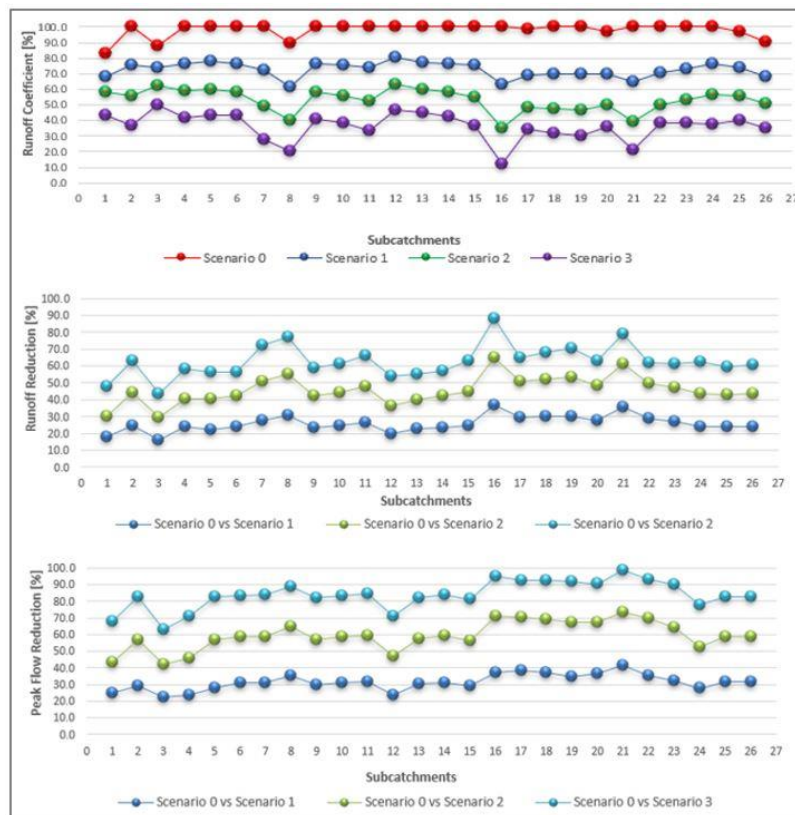 Runoff Coefficient [%]
100.0
90.0
80.0
70.0
60.0
50.0
40.0
30.0
20.0
10.0
0.0
0 1 2 3 4 5 6 7 8 9 10 11 12 13 14 15 16 17 18 19 20 21 22 23 24 25 26 27
Subcatchments
Scenario 0 Scenario 1 Scenario 2 Scenario 3
Runoff Reduction [%]
100.0
90.0
80.0
70.0
60.0
50.0
40.0
30.0
20.0
10.0
0.0
0 1 2 3 4 5 6 7 8 9 10 11 12 13 14 15 16 17 18 19 20 21 22 23 24 25 26 27
Subcatchments
Scenario 0 vs Scenario 1 Scenario 0 vs Scenario 2 Scenario 0 vs Scenario 2
Peak Flow Reduction [%]
100.0
90.0
80.0
70.0
60.0
50.0
40.0
30.0
20.0
10.0
0.0
0 1 2 3 4 5 6 7 8 9 10 11 12 13 14 15 16 17 18 19 20 21 22 23 24 25 26 27
Subcatchments
Scenario 0 vs Scenario 1 Scenario 0 vs Scenario 2 Scenario 0 vs Scenario 3